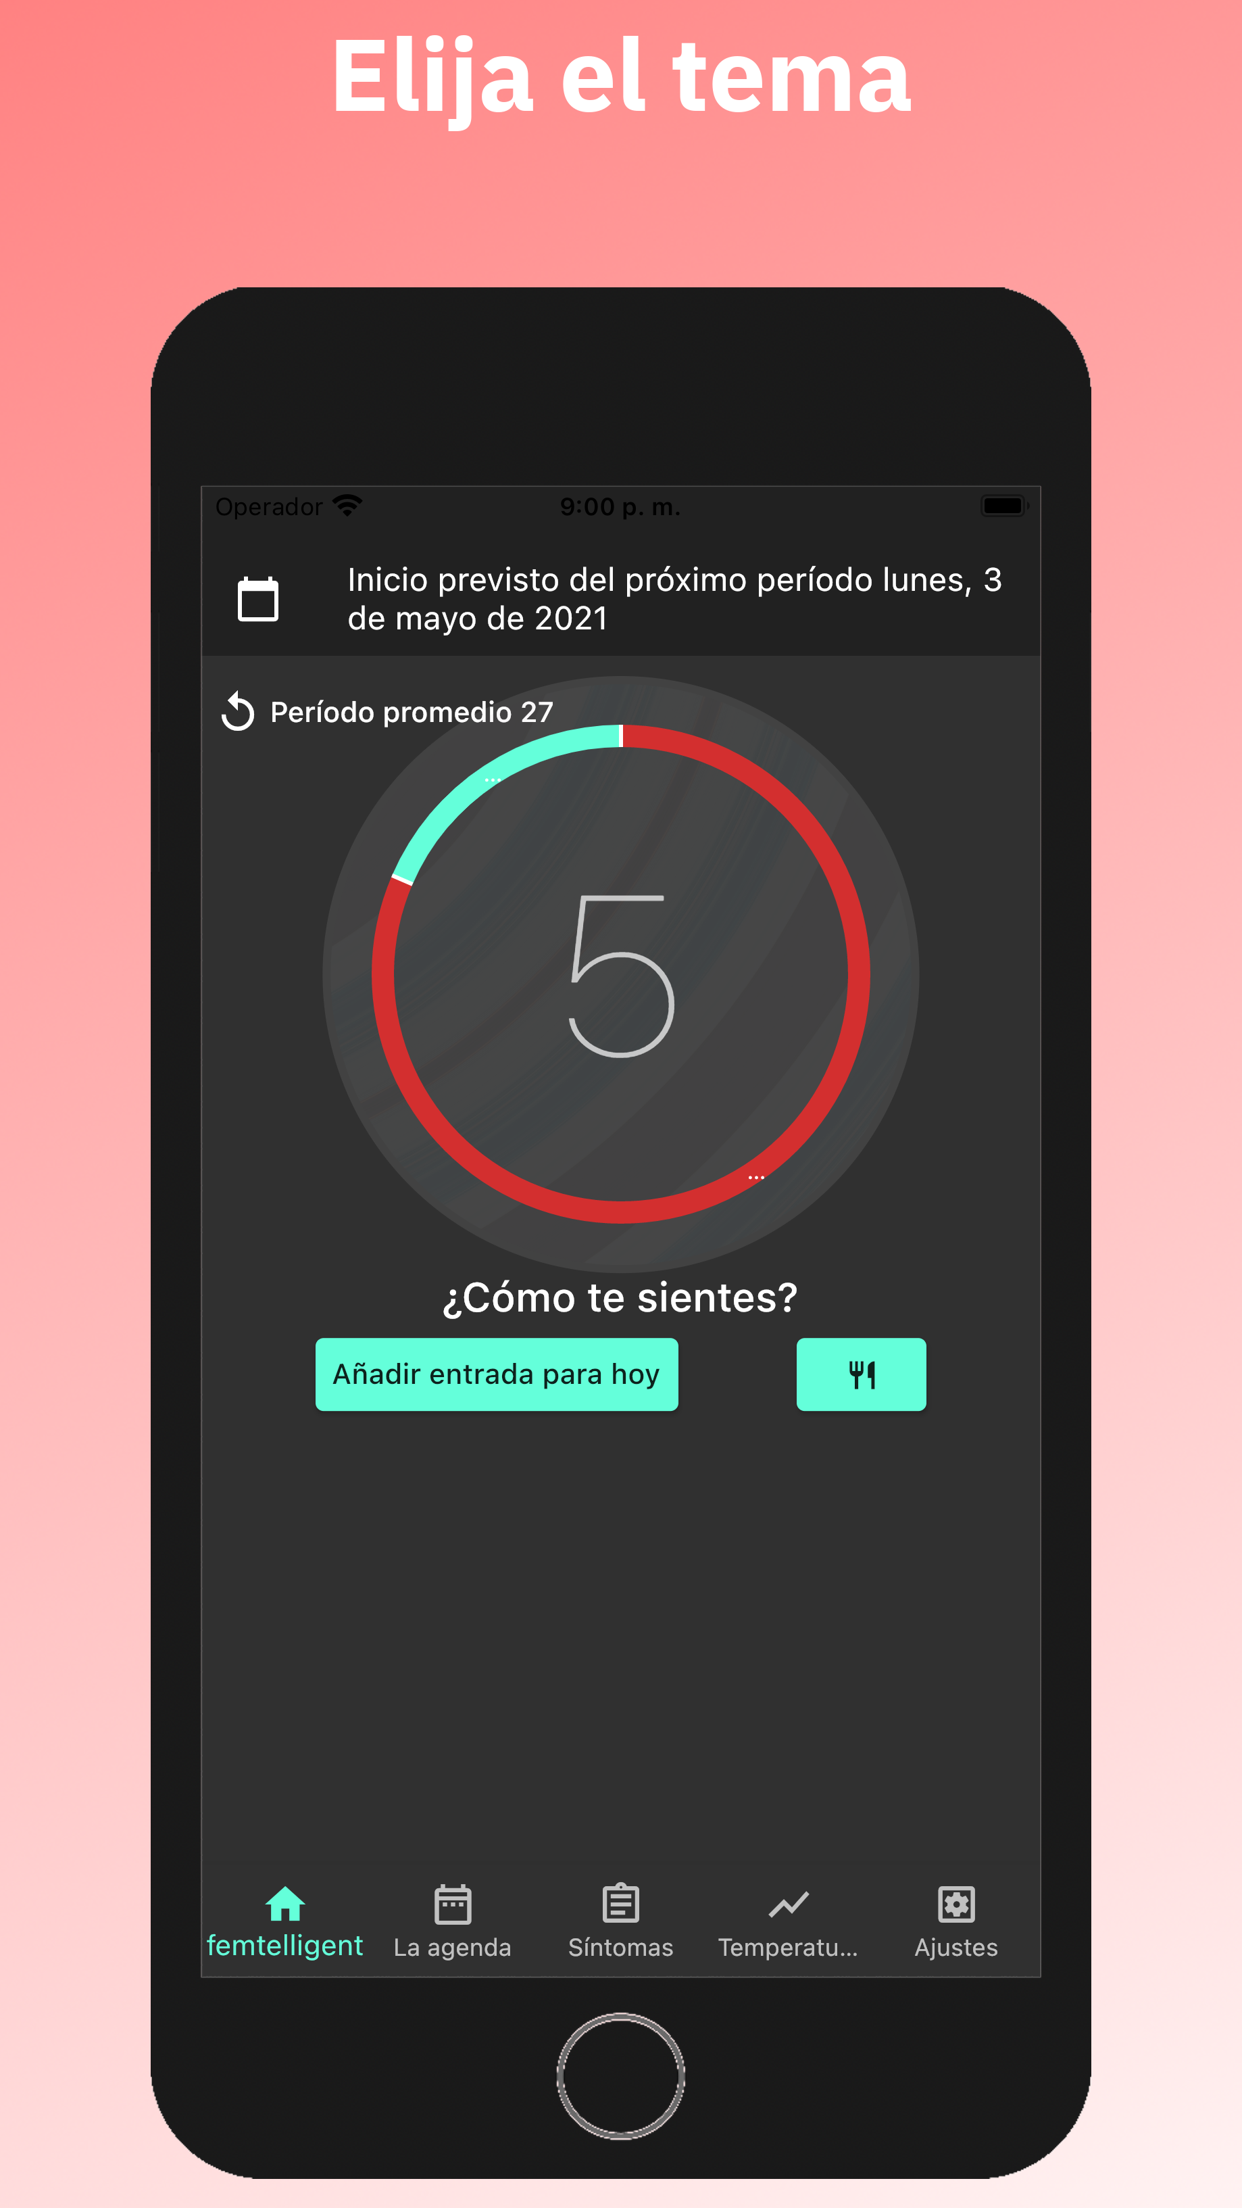 Elija el tema
Operador
9:00 p. m.
Inicio previsto del próximo período lunes, 3
de mayo de 2021
Período promedio 27
...
5
...
¿Cómo te sientes?
Añadir entrada para hoy
femtelligent
La agenda
Síntomas
Temperatu...
Ajustes